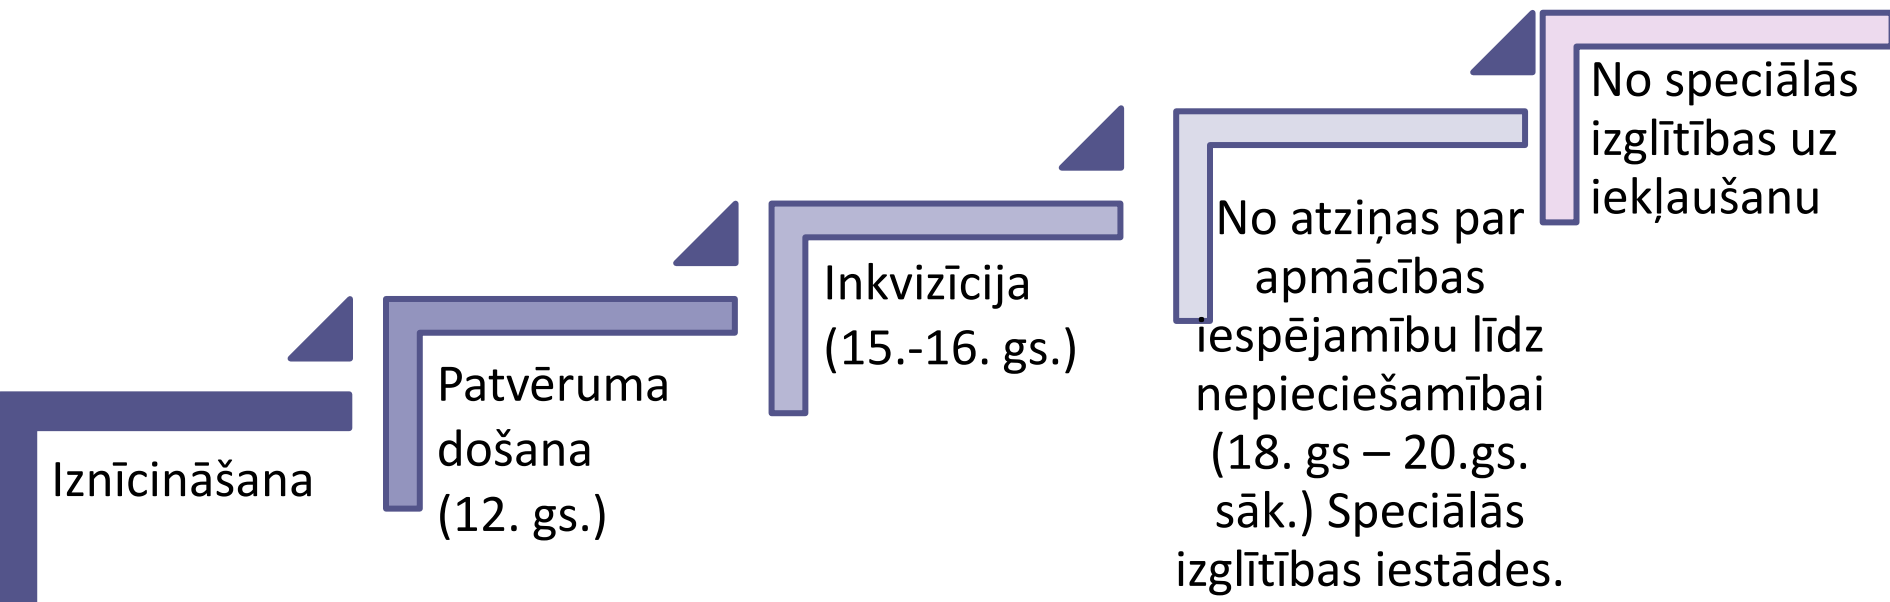 Iznīcināšana
Patvēruma
došana
(12. gs.)
Inkvizīcija
(15.-16. gs.)
No atziņas par
apmācības
iespējamību līdz
nepieciešamībai
(18. gs – 20.gs.
sāk.) Speciālās
izglītības iestādes.
No speciālās
izglītības uz
iekļaušanu